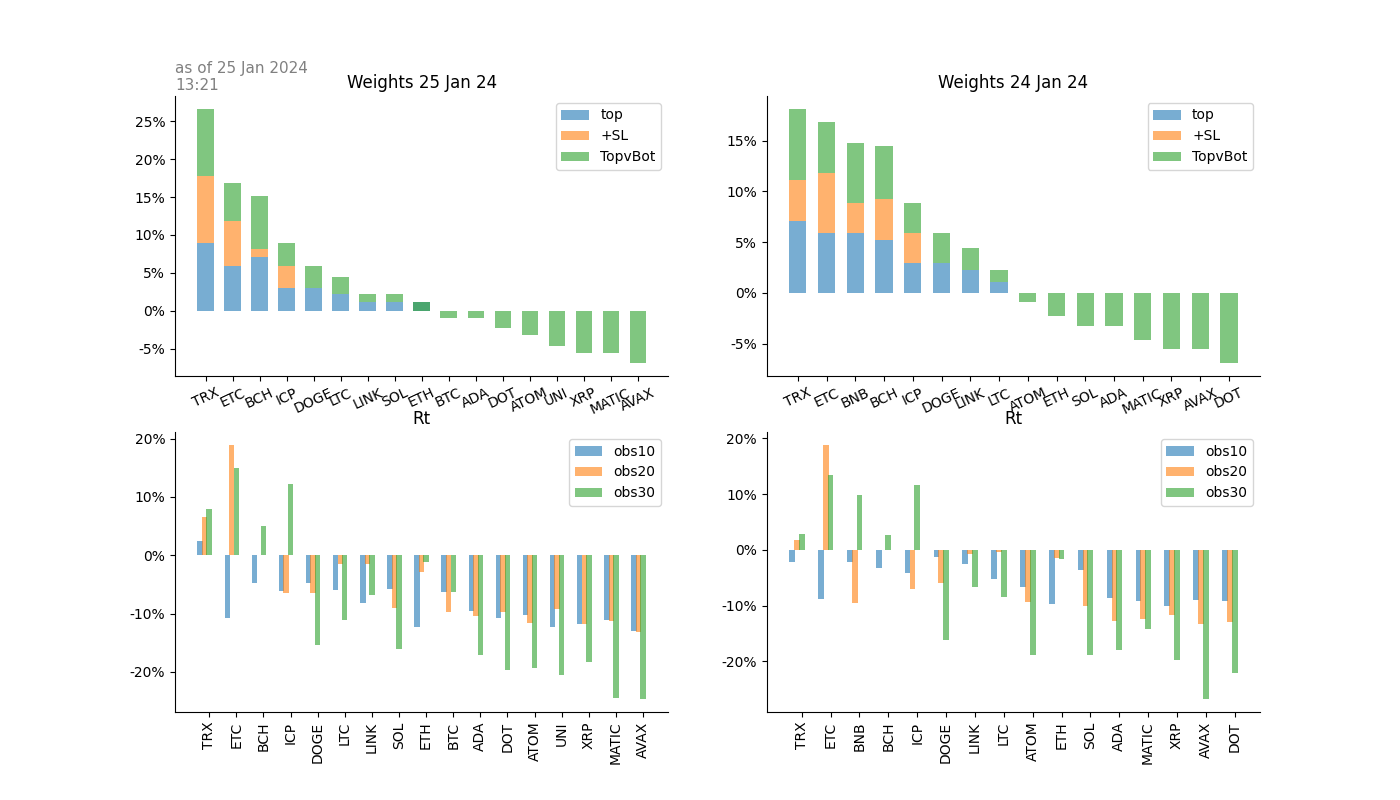 as of 25 Jan 2024
13:21
Weights 25 Jan 24
25%
20%
15%
10%
5%
0%
-5%
top
+SL
TopvBot
TRX ETC BCH ICP DOGE LTC LINK SOL ETH BTC ADA DOT ATOM UNI XRP MATIC AVAX
Weights 24 Jan 24
15%
10%
5%
0%
-5%
top
+SL
TopvBot
TRX ETC BNB BCH ICP DOGE LINK LTC ATOM ETH SOL ADA MATIC XRP AVAX DOT
Rt
20%
10%
0%
-10%
-20%
obs10
obs20
obs30
TRX ETC BCH ICP DOGE LTC LINK SOL ETH BTC ADA DOT ATOM UNI XRP MATIC AVAX
Rt
20%
10%
0%
-10%
-20%
obs10
obs20
obs30
TRX ETC BNB BCH ICP DOGE LINK LTC ATOM ETH SOL ADA MATIC XRP AVAX DOT